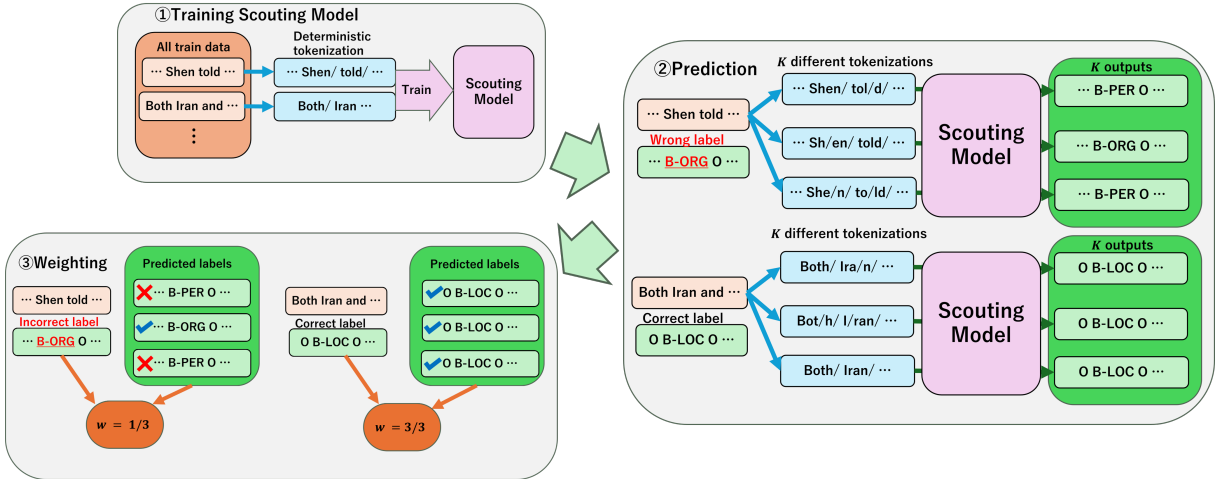 ①Training Scouting Model
All train data
Deterministic
tokenization
··· Shen told ···
··· Shen/ told/ ···
Both Iran and ···
Both/ Iran ···
⋮
Train
Scouting
Model
②Prediction
K different tokenizations
K outputs
··· Shen told ···
Wrong label
··· B-ORG O ···
··· Shen/ tol/d/ ···
··· Sh/en/ told/ ···
··· She/n/ to/ld/ ···
Scouting
Model
··· B-PER O ···
··· B-ORG O ···
··· B-PER O ···
K different tokenizations
K outputs
Both Iran and ···
Correct label
O B-LOC O ···
Both/ Ira/n/ ···
Bot/h/ I/ran/ ···
Both/ Iran/ ···
Scouting
Model
O B-LOC O ···
O B-LOC O ···
O B-LOC O ···
③Weighting
Predicted labels
··· Shen told ···
Incorrect label
··· B-ORG O ···
··· B-PER O ···
··· B-ORG O ···
··· B-PER O ···
w = 1/3
Predicted labels
Both Iran and ···
Correct label
O B-LOC O ···
O B-LOC O ···
O B-LOC O ···
O B-LOC O ···
w = 3/3